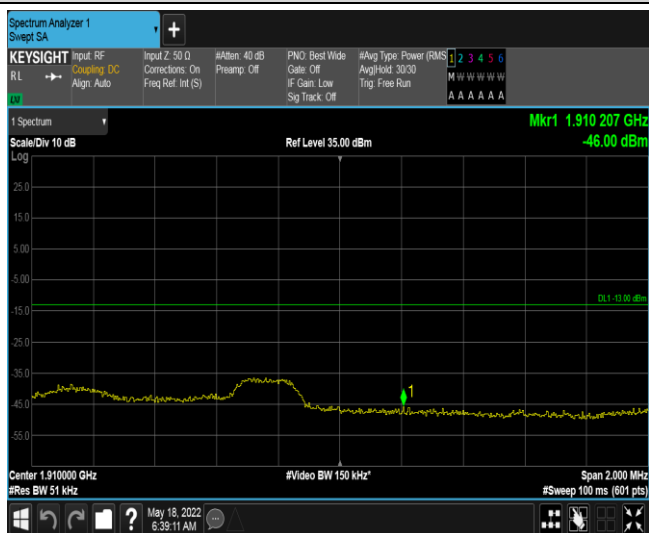 Spectrum Analyzer 1
Swept SA
+
KEYSIGHT
RL
LXI
Input: RF
Coupling: DC
Align: Auto
Input Z: 50 Ω
Corrections: On
Freq Ref: Int (S)
#Atten: 40 dB
Preamp: Off
PNO: Best Wide
Gate: Off
IF Gain: Low
Sig Track: Off
#Avg Type: Power (RMS
Avg|Hold: 30/30
Trig: Free Run
1 2 3 4 5 6
M W W W W W
A A A A A A
1 Spectrum
Mkr1 1.910 207 GHz
Scale/Div 10 dB
Ref Level 35.00 dBm
-46.00 dBm
Log
25.0
15.0
5.00
-5.00
DL1 -13.00 dBm
-15.0
-25.0
-35.0
1
-45.0
-55.0
Center 1.910000 GHz
#Video BW 150 kHz*
Span 2.000 MHz
#Res BW 51 kHz
#Sweep 100 ms (601 pts)
?
May 18, 2022
6:39:11 AM